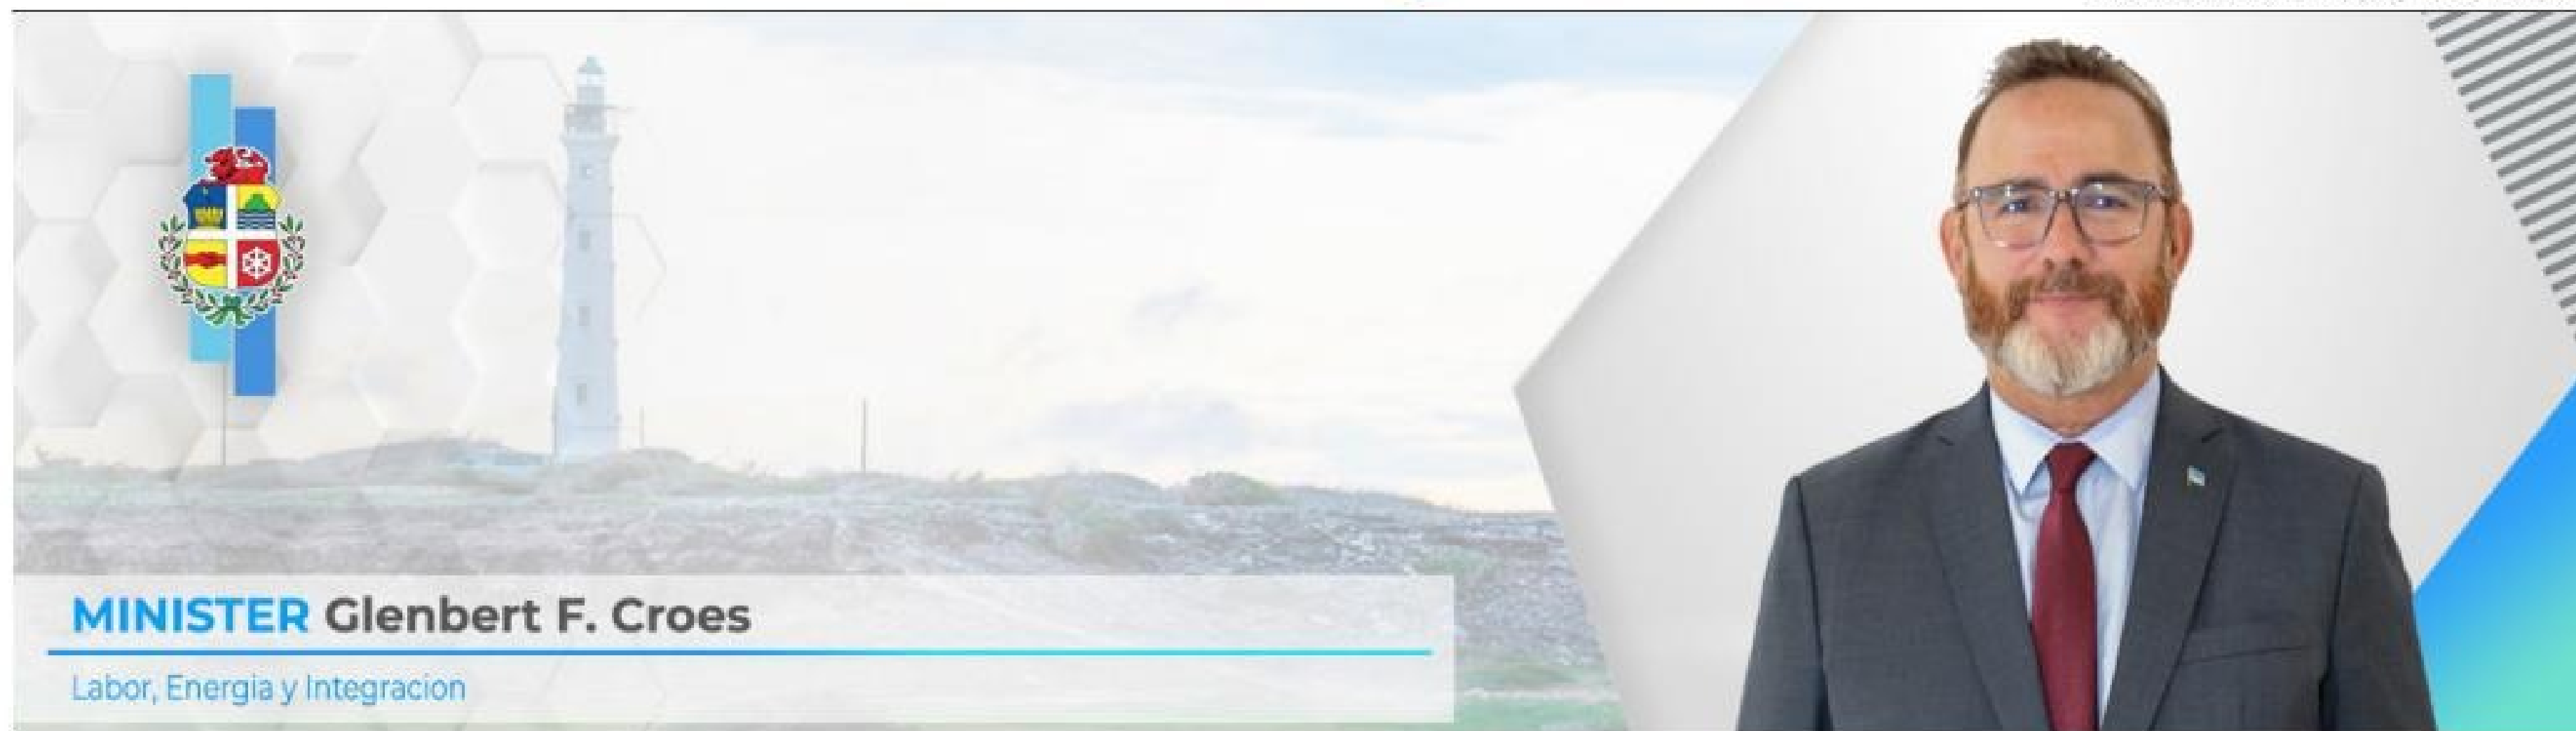 MINISTER Glenbert F. Croes
Labor, Energia y Integracion